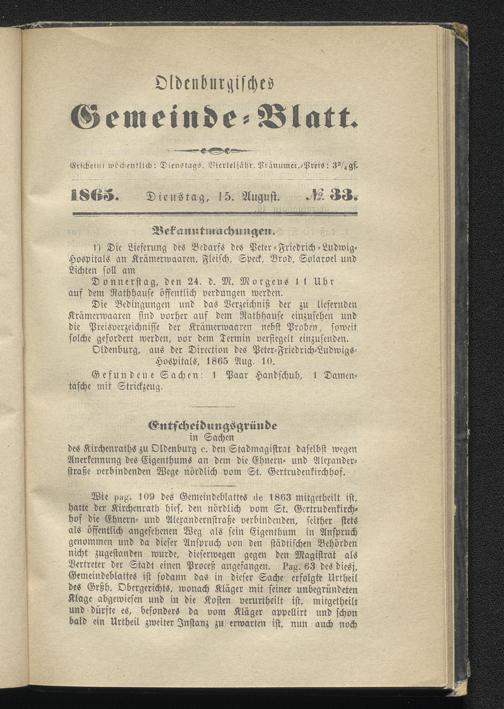 Oldenburgisches
Gemeinde-Blatt.
Erscheint wöchentlich: Dienstags. Vierteljähr. Pränumer.-Preis: 3¾ gs.
1865. Dienstag, 15. August. № 33.
Bekanntmachungen.
1) Die Lieferung des Bedarfs des Peter-Friedrich-Ludwig-
Hospitals an Krämerwaaren, Fleisch, Speck, Brod, Solaroel und
Lichten soll am
Donnerstag, den 24. d. M. Morgens 11 Uhr
auf dem Rathhause öffentlich verdungen werden.
Die Bedingungen und das Verzeichniß der zu liefernden
Krämerwaaren sind vorher auf dem Rathhause einzusehen und
die Preisverzeichnisse der Krämerwaaren nebst Proben, soweit
solche gefordert werden, vor dem Termin versiegelt einzusenden.
Oldenburg, aus der Direction des Peter-Friedrich-Ludwigs-
Hospitals, 1865 Aug. 10.
Gefundene Sachen: 1 Paar Handschuh, 1 Damen-
tasche mit Strickzeug.
Entscheidungsgründe
in Sachen
des Kirchenraths zu Oldenburg c. den Stadmagistrat daselbst wegen
Anerkennung des Eigenthums an dem die Ehnern- und Alexander-
straße verbindenden Wege nördlich vom St. Gertrudenkirchhof.
Wie pag. 109 des Gemeindeblattes de 1863 mitgetheilt ist,
hatte der Kirchenrath hies. den nördlich vom St. Gertrudenkirch-
hof die Ehnern- und Alexandernstraße verbindenden, seither stets
als öffentlich angesehenen Weg als sein Eigenthum in Anspruch
genommen und da dieser Anspruch von den städtischen Behörden
nicht zugestanden wurde, dieserwegen gegen den Magistrat als
Vertreter der Stadt einen Proceß angefangen. Pag. 63 des diesj.
Gemeindeblattes ist sodann das in dieser Sache erfolgte Urtheil
des Grßh. Obergerichts, wonach Kläger mit seiner unbegründeten
Klage abgewiesen und in die Kosten verurtheilt ist, mitgetheilt
und dürfte es, besonders da vom Kläger appellirt und schon
bald ein Urtheil zweiter Instanz zu erwarten ist, nun auch noch